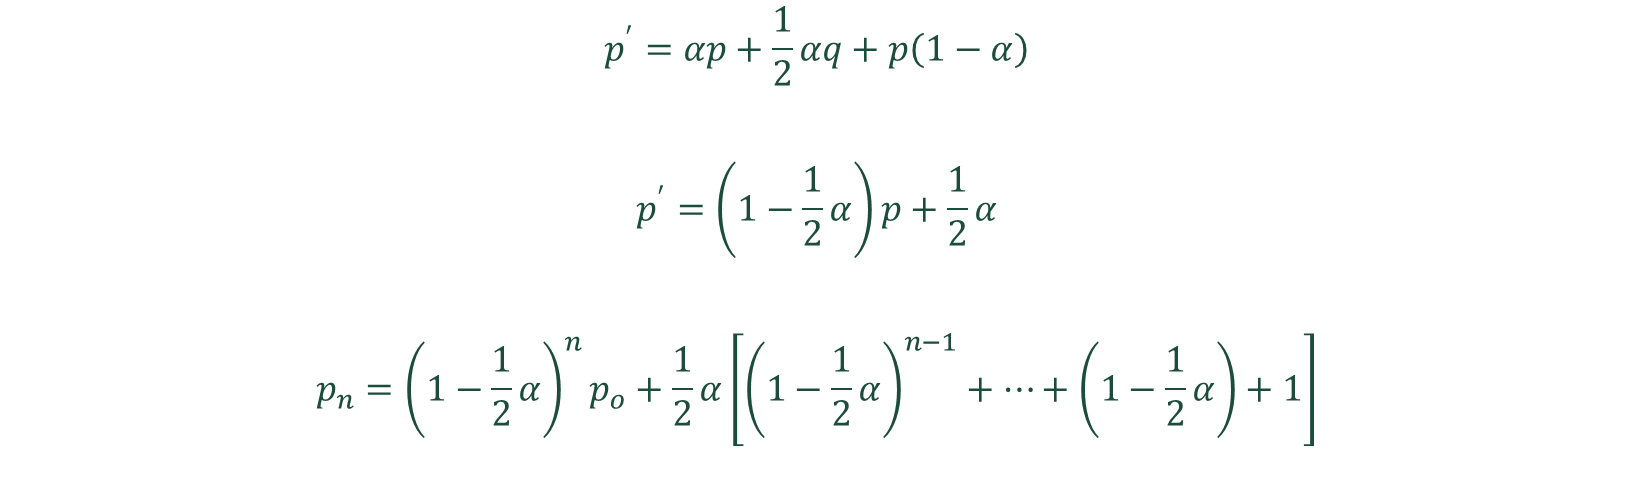 p′ = αp + 1/2 αq + p(1 − α)
p′ = (1 − 1/2 α) p + 1/2 α
pₙ = (1 − 1/2 α)ⁿ pₒ + 1/2 α [(1 − 1/2 α)ⁿ⁻¹ + ⋯ + (1 − 1/2 α) + 1]